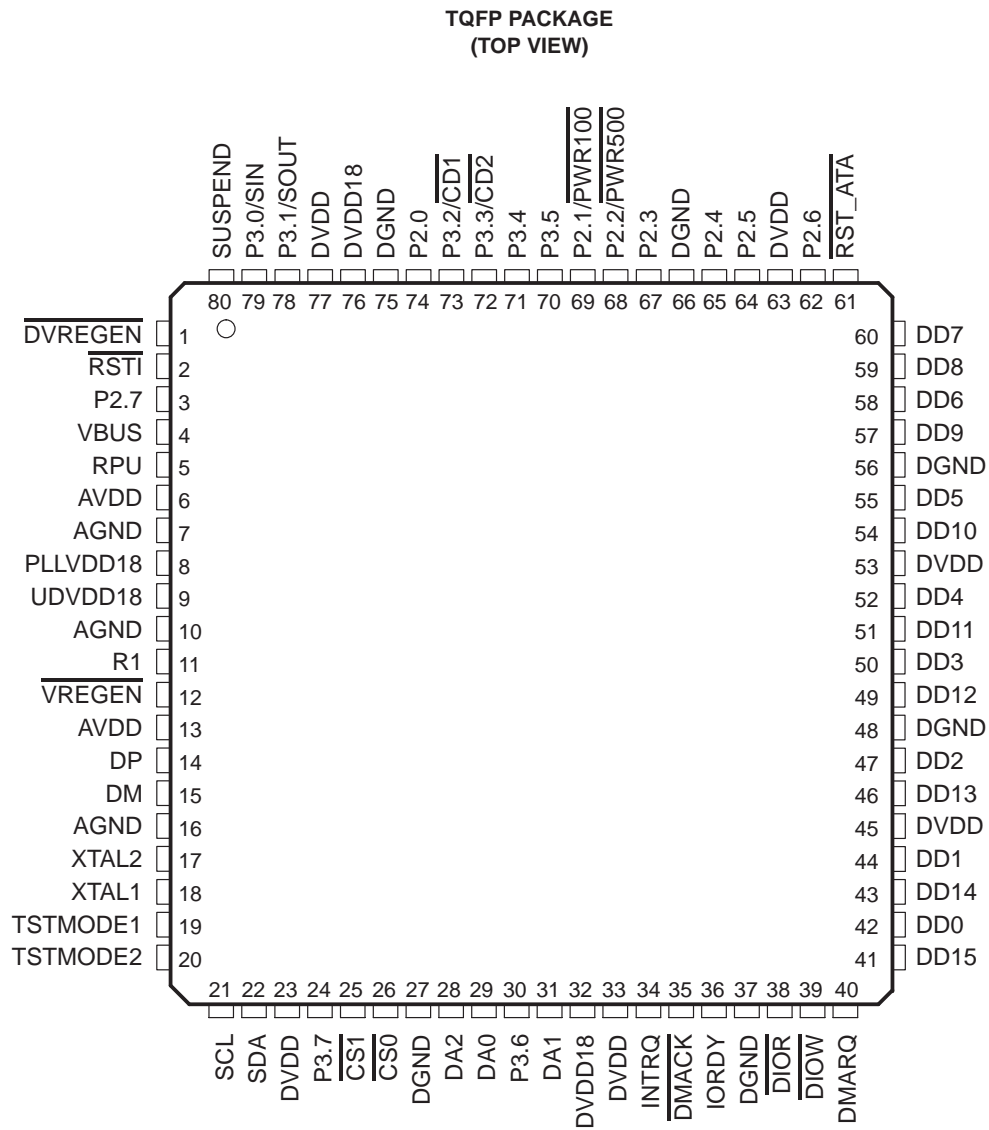 TQFP PACKAGE
(TOP VIEW)
SUSPEND
P3.0/SIN
P3.1/SOUT
DVDD
DVDD18
DGND
P2.0
P3.2/CD1
P3.3/CD2
P3.4
P3.5
P2.1/PWR100
P2.2/PWR500
P2.3
DGND
P2.4
P2.5
DVDD
P2.6
RST_ATA
80 79 78 77 76 75 74 73 72 71 70 69 68 67 66 65 64 63 62 61
DVREGEN 1 60 DD7
RSTI 2 59 DD8
P2.7 3 58 DD6
VBUS 4 57 DD9
RPU 5 56 DGND
AVDD 6 55 DD5
AGND 7 54 DD10
PLLVDD18 8 53 DVDD
UDVDD18 9 52 DD4
AGND 10 51 DD11
R1 11 50 DD3
VREGEN 12 49 DD12
AVDD 13 48 DGND
DP 14 47 DD2
DM 15 46 DD13
AGND 16 45 DVDD
XTAL2 17 44 DD1
XTAL1 18 43 DD14
TSTMODE1 19 42 DD0
TSTMODE2 20 41 DD15
21 22 23 24 25 26 27 28 29 30 31 32 33 34 35 36 37 38 39 40
SCL
SDA
DVDD
P3.7
CS1
CS0
DGND
DA2
DA0
P3.6
DA1
DVDD18
DVDD
INTRQ
DMACK
IORDY
DGND
DIOR
DIOW
DMARQ